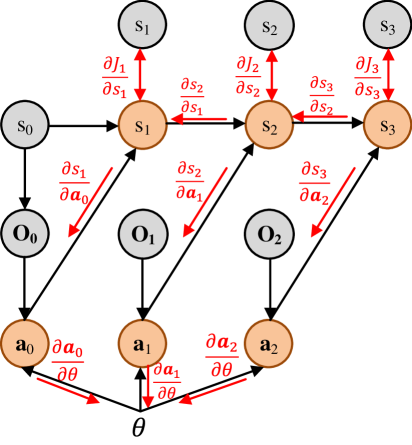 s₁ s₂ s₃
∂J₁/∂s₁ ∂s₂/∂s₁ ∂J₂/∂s₂ ∂s₃/∂s₂ ∂J₃/∂s₃
s₀ s₁ s₂ s₃
∂s₁/∂a₀ ∂s₂/∂a₁ ∂s₃/∂a₂
O₀ O₁ O₂
a₀ a₁ a₂
∂a₀/∂θ ∂a₁/∂θ ∂a₂/∂θ
θ